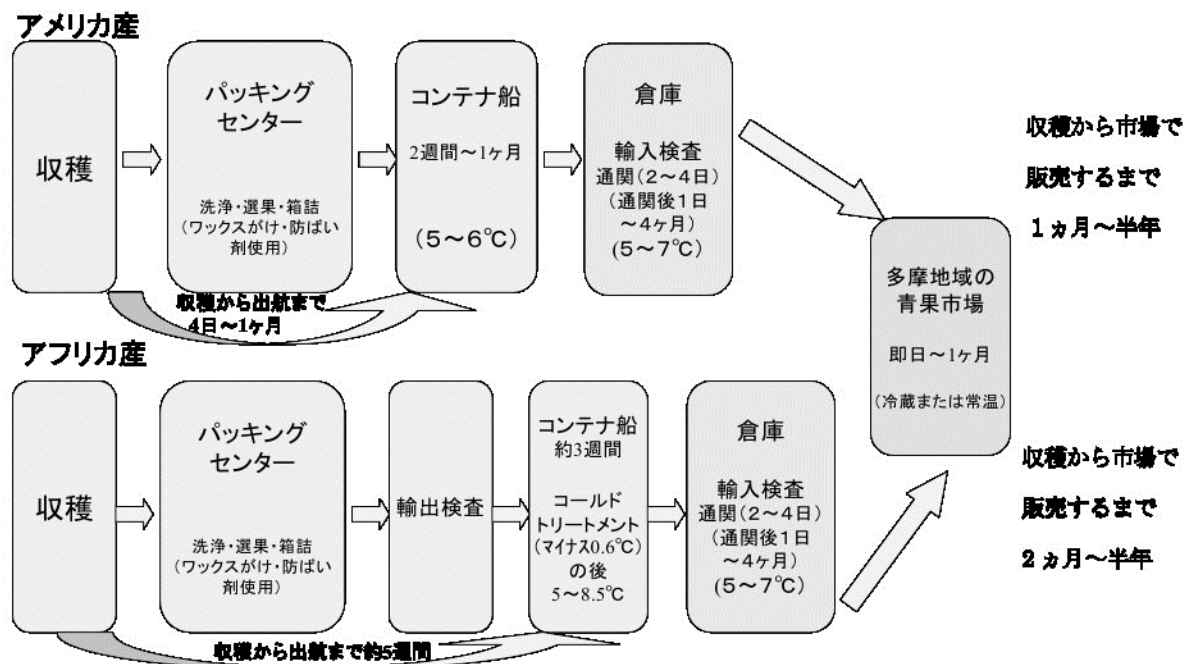 アメリカ産
収穫
パッキング
センター
洗浄・選果・箱詰
(ワックスがけ・防ばい
剤使用)
コンテナ船
2週間～1ヶ月
(5～6℃)
倉庫
輸入検査
通関(2～4日)
(通関後1日
～4ヶ月)
(5～7℃)
収穫から出航まで
4日～1ヶ月
収穫から市場で
販売するまで
1ヵ月～半年
多摩地域の
青果市場
即日～1ヶ月
(冷蔵または常温)
アフリカ産
収穫
パッキング
センター
洗浄・選果・箱詰
(ワックスがけ・防ばい
剤使用)
輸出検査
コンテナ船
約3週間
コールド
トリートメント
(マイナス0.6℃)
の後
5～8.5℃
倉庫
輸入検査
通関(2～4日)
(通関後1日
～4ヶ月)
(5～7℃)
収穫から出航まで約5週間
収穫から市場で
販売するまで
2ヵ月～半年